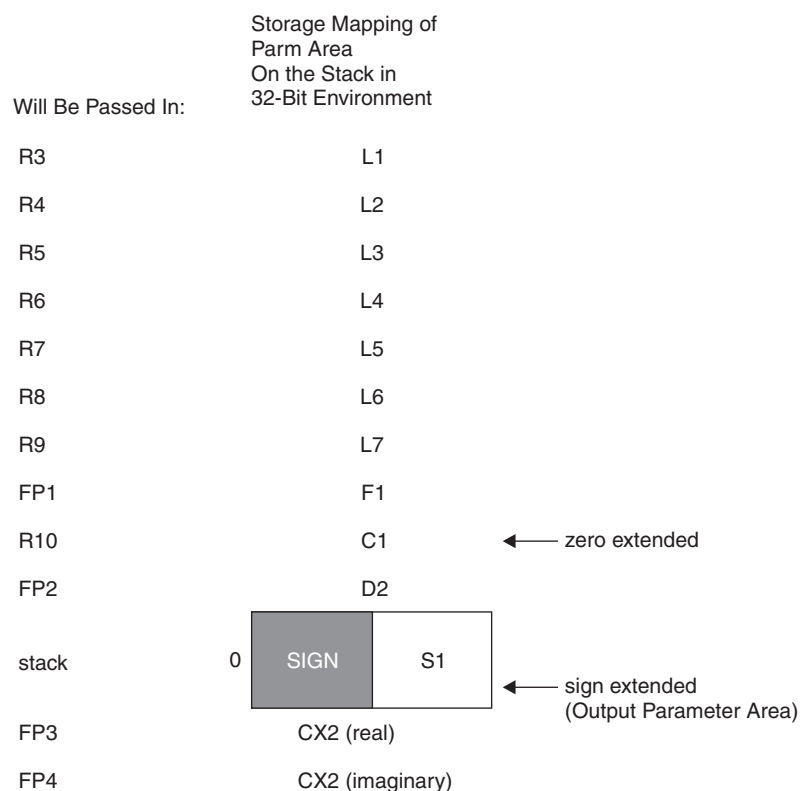 Storage Mapping of
Parm Area
On the Stack in
32-Bit Environment
Will Be Passed In:
R3 L1
R4 L2
R5 L3
R6 L4
R7 L5
R8 L6
R9 L7
FP1 F1
R10 C1 zero extended
FP2 D2
stack 0 SIGN S1
sign extended
(Output Parameter Area)
FP3 CX2 (real)
FP4 CX2 (imaginary)